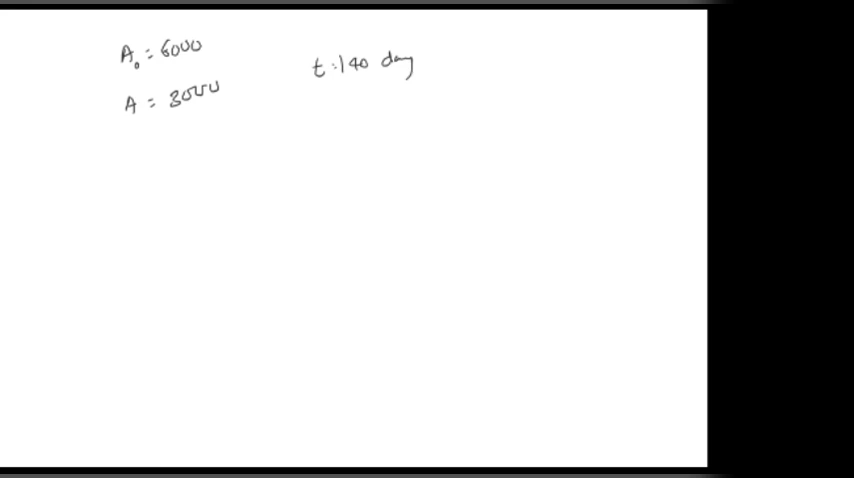 A₀ = 6000
t = 140 day
A = 3000